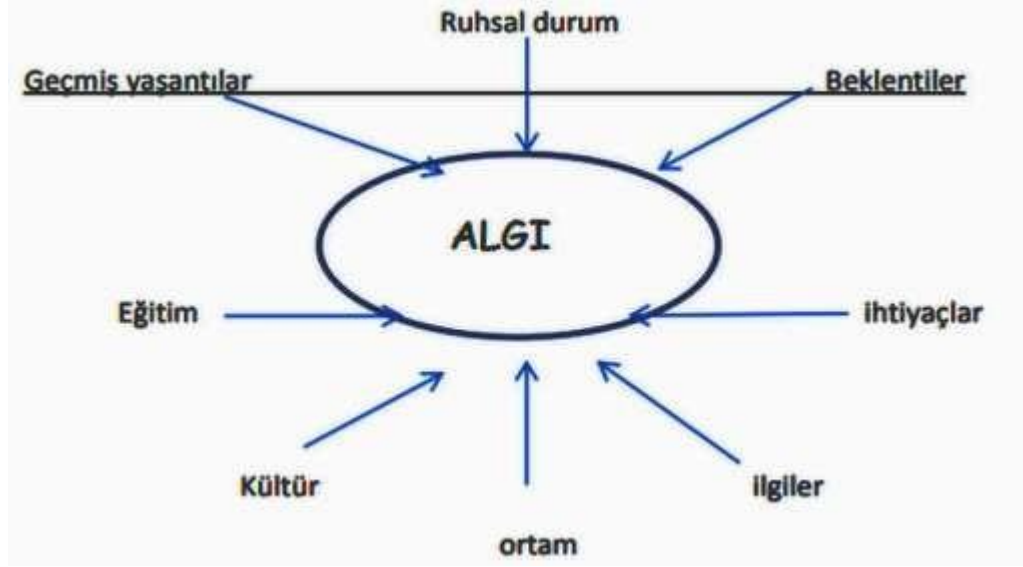 Ruhsal durum
Geçmiş yaşantılar
Beklentiler
ALGI
Eğitim
ihtiyaçlar
Kültür
ilgiler
ortam